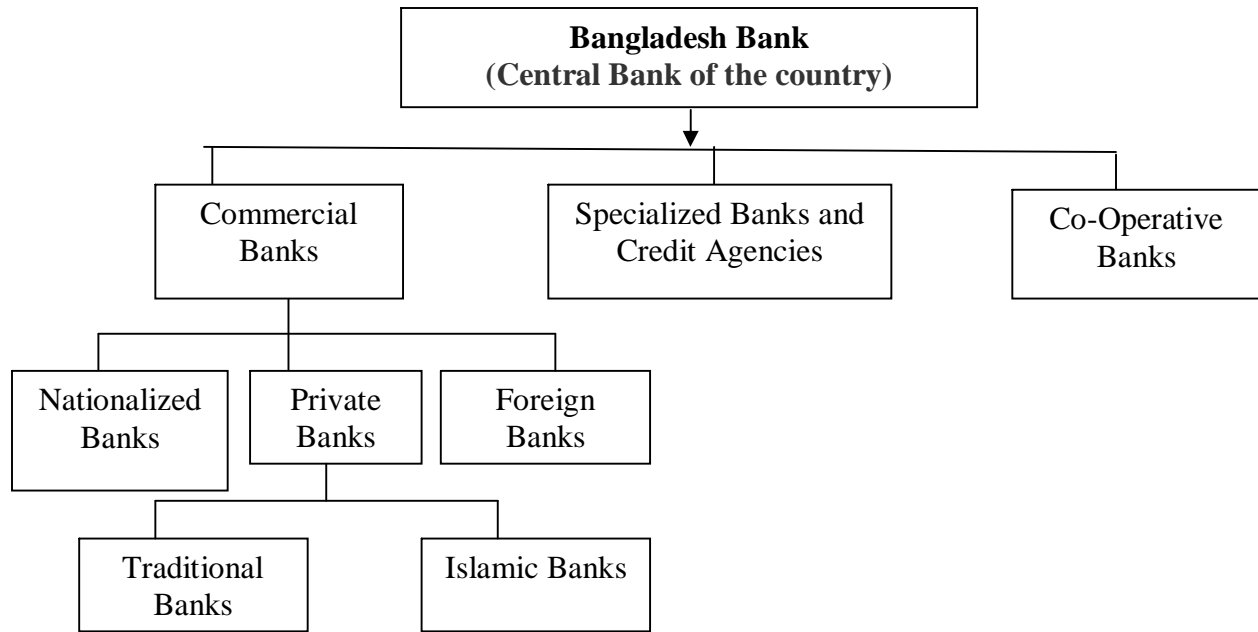 Bangladesh Bank
(Central Bank of the country)
Commercial
Banks
Specialized Banks and
Credit Agencies
Co-Operative
Banks
Nationalized
Banks
Private
Banks
Foreign
Banks
Traditional
Banks
Islamic Banks